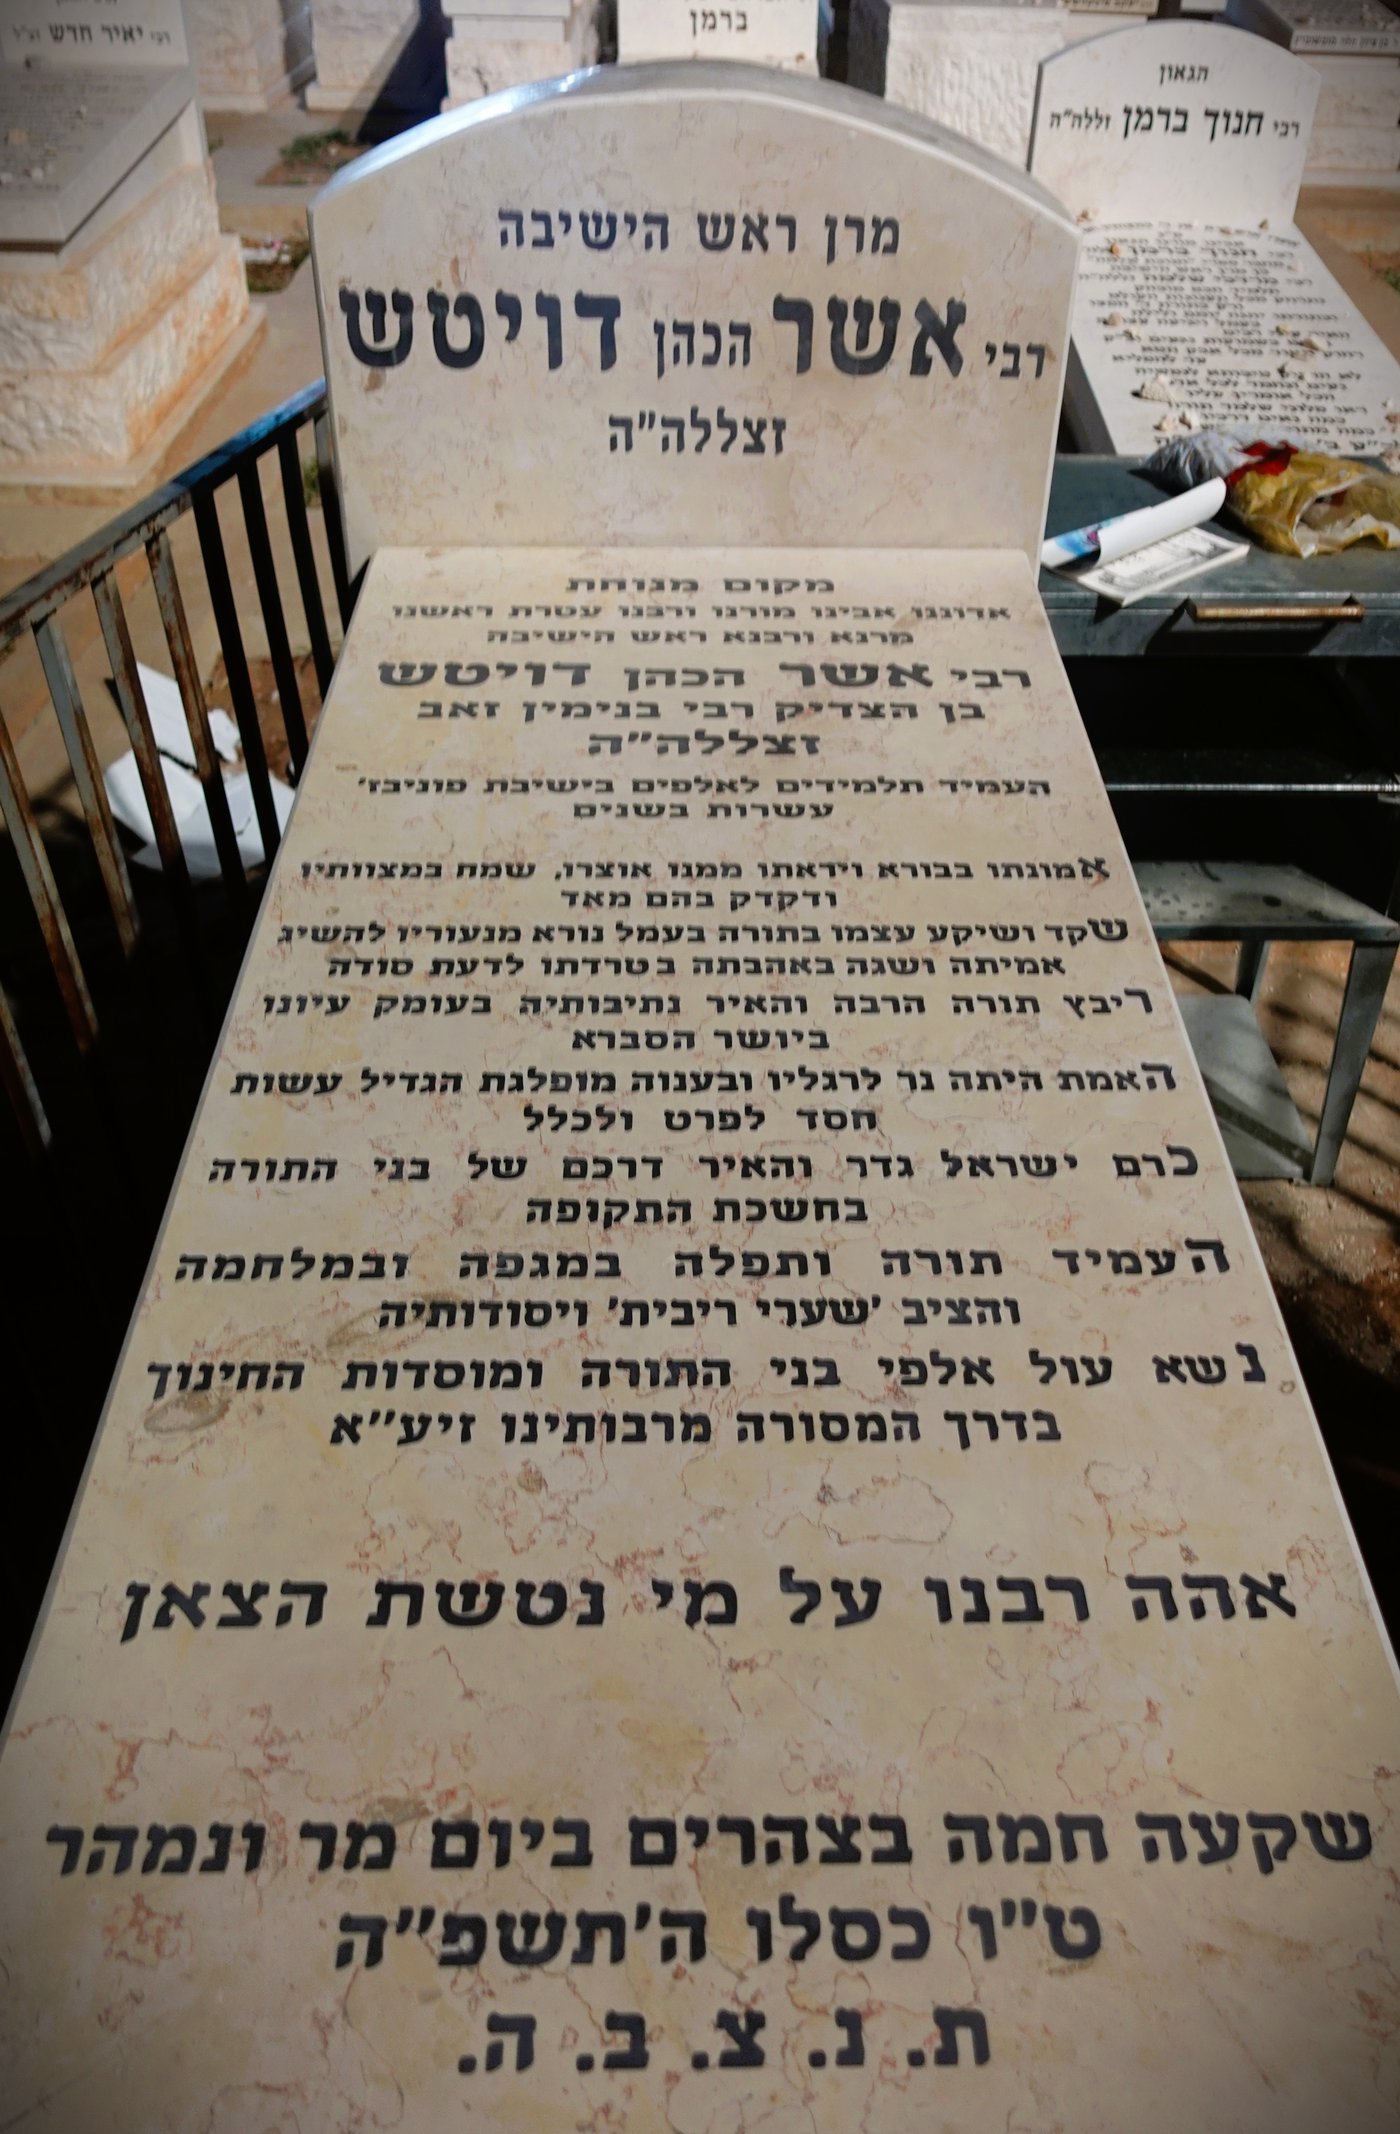 יאיר חדש זצ"ל
ברמן
הגאון
רבי חנוך ברמן זללה"ה
מרן ראש הישיבה
רבי אשר הכהן דויטש
זצללה"ה
מקום מנוחת
אדוננו אבינו מורנו ורבנו עטרת ראשנו
מרנא ורבנא ראש הישיבה
רבי אשר הכהן דויטש
בן הצדיק רבי בנימין זאב
זצללה"ה
העמיד תלמידים לאלפים בישיבת פוניבז'
עשרות בשנים
אמונתו בבורא ויראתו ממנו אוצרו, שמח במצוותיו
ודקדק בהם מאד
שקד ושיקע עצמו בתורה בעמל נורא מנעוריו להשיג
אמיתה ושגה באהבתה בטרדתו לדעת סודה
ריבץ תורה הרבה והאיר נתיבותיה בעומק עיונו
ביושר הסברא
האמת היתה נר לרגליו ובענוה מופלגת הגדיל עשות
חסד לפרט ולכלל
כרם ישראל גדר והאיר דרכם של בני התורה
בחשכת התקופה
העמיד תורה ותפלה במגפה ובמלחמה
והציב 'שערי ריבית' ויסודותיה
נשא עול אלפי בני התורה ומוסדות החינוך
בדרך המסורה מרבותינו זיע"א
אהה רבנו על מי נטשת הצאן
שקעה חמה בצהרים ביום מר ונמהר
ט"ו כסלו ה'תשפ"ה
ת. נ. צ. ב. ה.